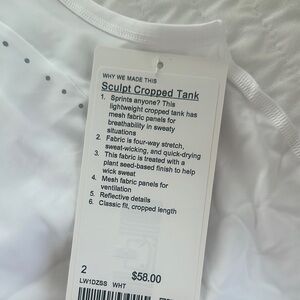 WHY WE MADE THIS
Sculpt Cropped Tank
1. Sprints anyone? This
lightweight cropped tank has
mesh fabric panels for
breathability in sweaty
situations
2. Fabric is four-way stretch,
sweat-wicking, and quick-drying
3. This fabric is treated with a
plant seed-based finish to help
wick sweat
4. Mesh fabric panels for
ventilation
5. Reflective details
6. Classic fit, cropped length
2
$58.00
LW1DZSS WHT